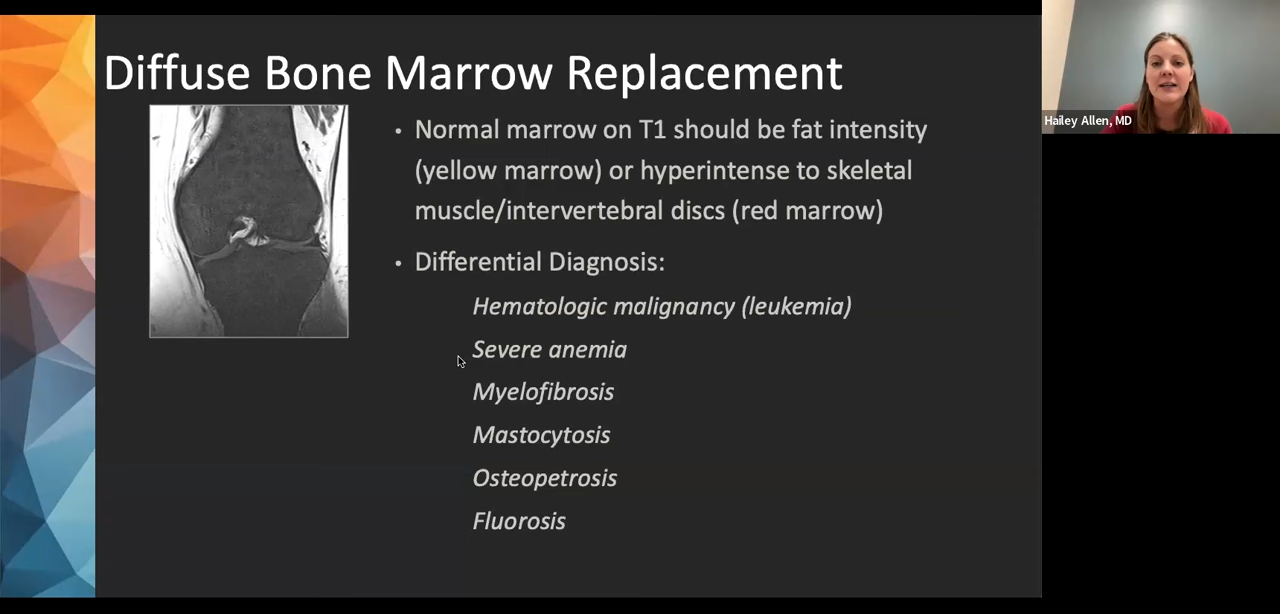 Diffuse Bone Marrow Replacement
• Normal marrow on T1 should be fat intensity
(yellow marrow) or hyperintense to skeletal
muscle/intervertebral discs (red marrow)
• Differential Diagnosis:
Hematologic malignancy (leukemia)
Severe anemia
Myelofibrosis
Mastocytosis
Osteopetrosis
Fluorosis
Hailey Allen, MD